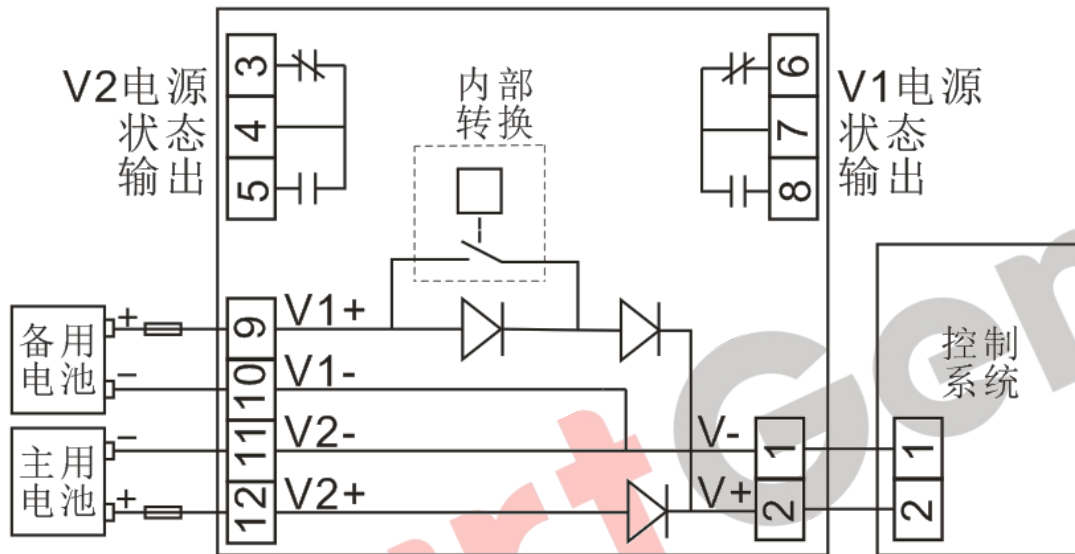 V2电源
状态
输出
3
4
5
内部
转换
6
7
8
V1电源
状态
输出
备用
电池
+
−
主用
电池
−
+
9
10
11
12
V1+
V1-
V2-
V2+
V-
V+
1
2
控制
系统
1
2